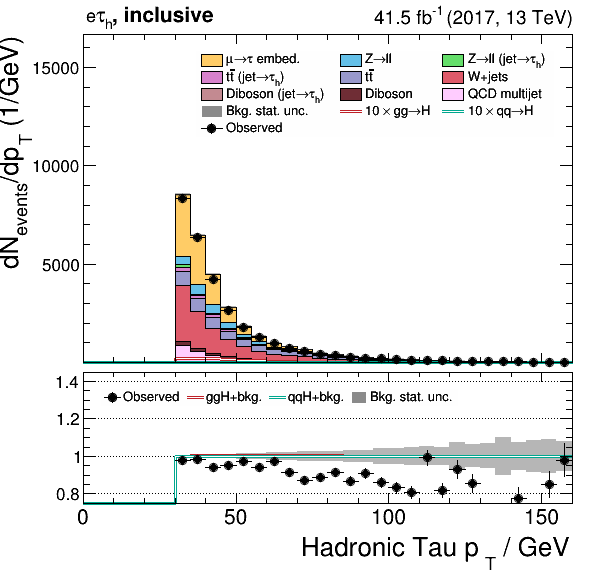 eτh, inclusive 41.5 fb-1 (2017, 13 TeV)
dNevents/dpT (1/GeV)
15000
10000
5000
μ→τ embed. Z→ll Z→ll (jet→τh)
tt̄ (jet→τh) tt̄ W+jets
Diboson (jet→τh) Diboson QCD multijet
Bkg. stat. unc. 10 × gg→H 10 × qq→H
Observed
1.4
1.2
1
0.8
Observed ggH+bkg. qqH+bkg. Bkg. stat. unc.
0 50 100 150
Hadronic Tau pT / GeV